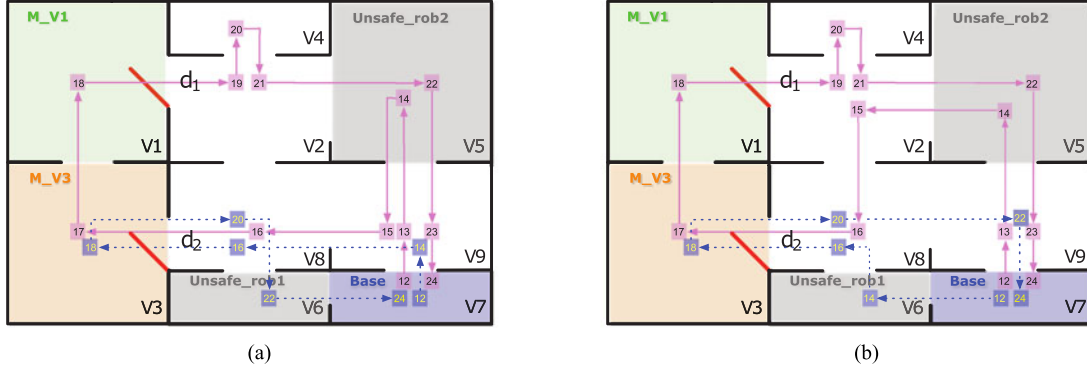 M_V1
20
V4
Unsafe_rob2
18
d1
19
21
22
14
V1
V2
V5
M_V3
20
17
18
d2
16
16
15
13
14
23
V8
V9
Unsafe_rob1
Base
12
24
V3
22
V6
24
12
V7
(a)
M_V1
20
V4
Unsafe_rob2
18
d1
19
21
22
15
14
V1
V2
V5
M_V3
20
22
17
18
d2
16
16
13
23
V8
V9
Unsafe_rob1
Base
24
V3
14
V6
12
24
V7
(b)